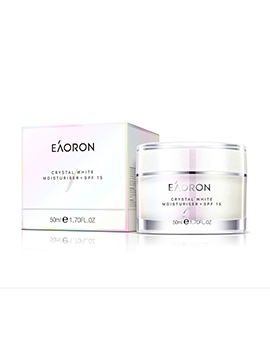 EAORON
CRYSTAL WHITE
MOISTURISER + SPF 15
50ml ℮ 1.70FL.OZ
EAORON
CRYSTAL WHITE
MOISTURISER + SPF 15
50ml ℮ 1.70FL.OZ